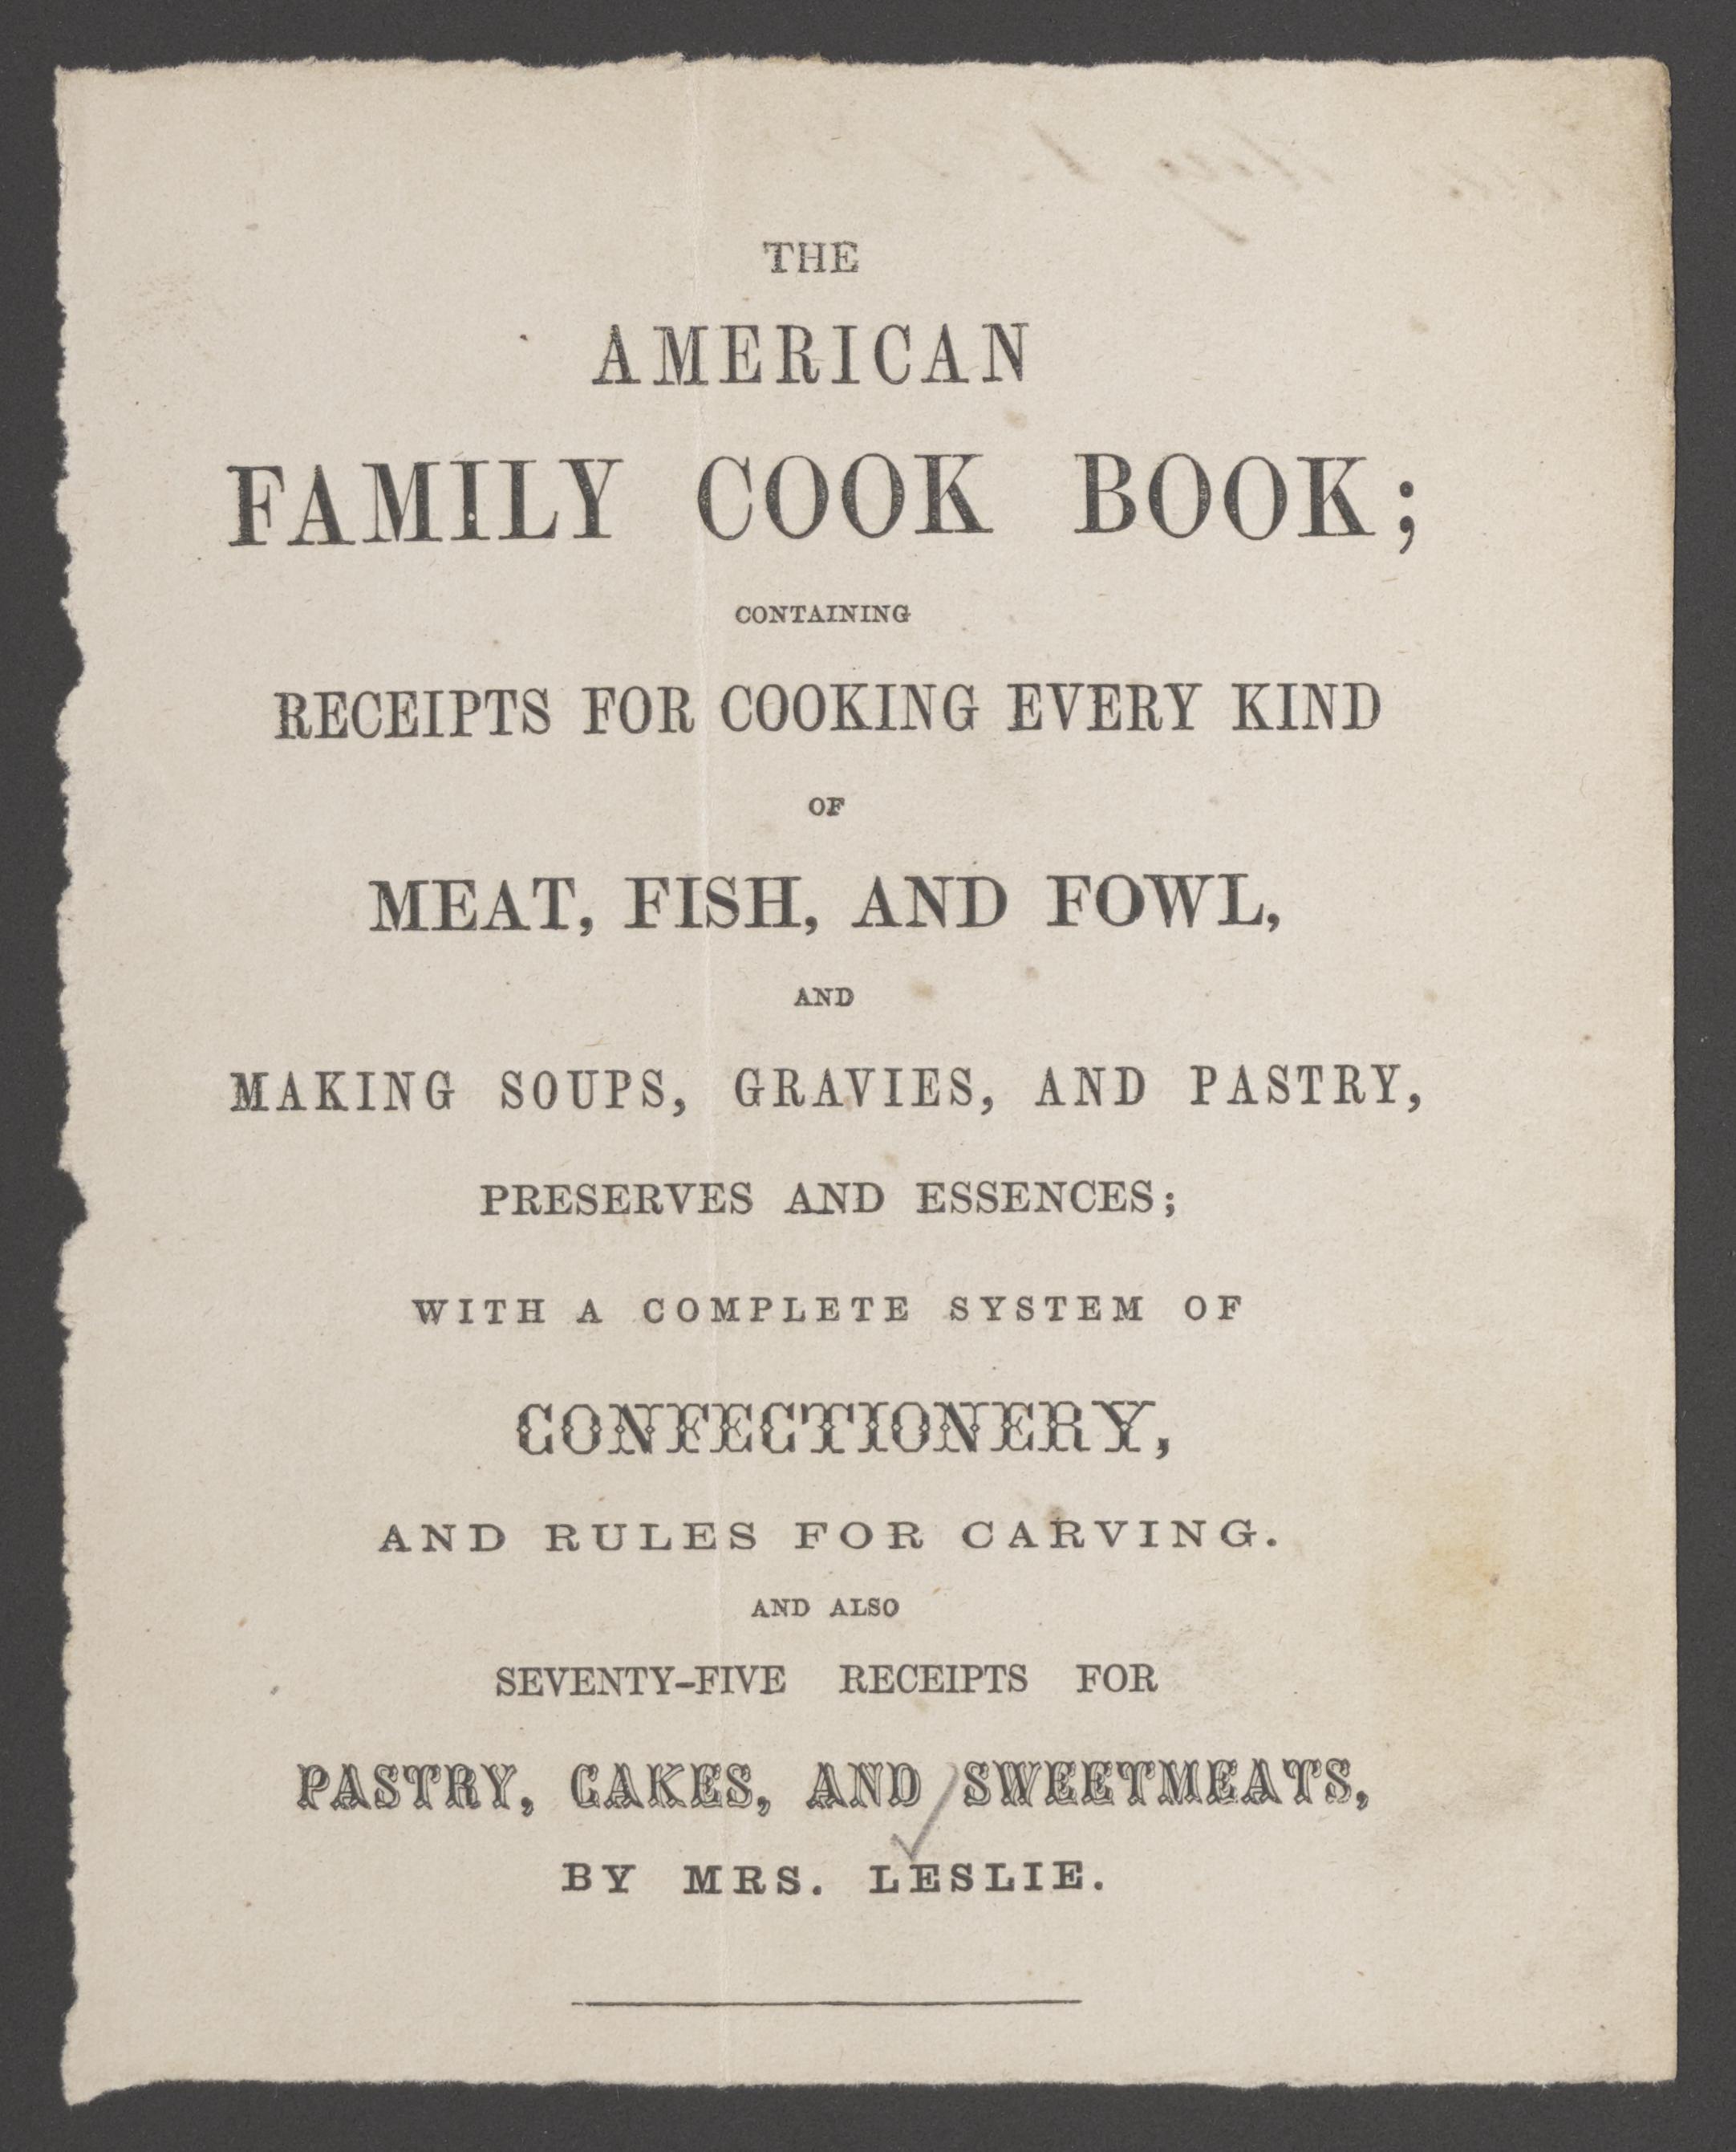 THE
AMERICAN
FAMILY COOK BOOK;
CONTAINING
RECEIPTS FOR COOKING EVERY KIND
OF
MEAT, FISH, AND FOWL,
AND
MAKING SOUPS, GRAVIES, AND PASTRY,
PRESERVES AND ESSENCES;
WITH A COMPLETE SYSTEM OF
CONFECTIONERY,
AND RULES FOR CARVING.
AND ALSO
SEVENTY-FIVE RECEIPTS FOR
PASTRY, CAKES, AND SWEETMEATS,
BY MRS. LESLIE.